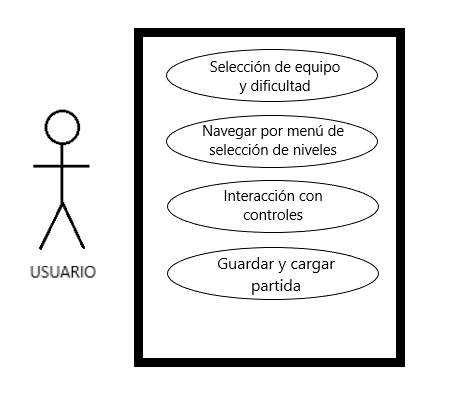 Selección de equipo
y dificultad
Navegar por menú de
selección de niveles
Interacción con
controles
Guardar y cargar
partida
USUARIO